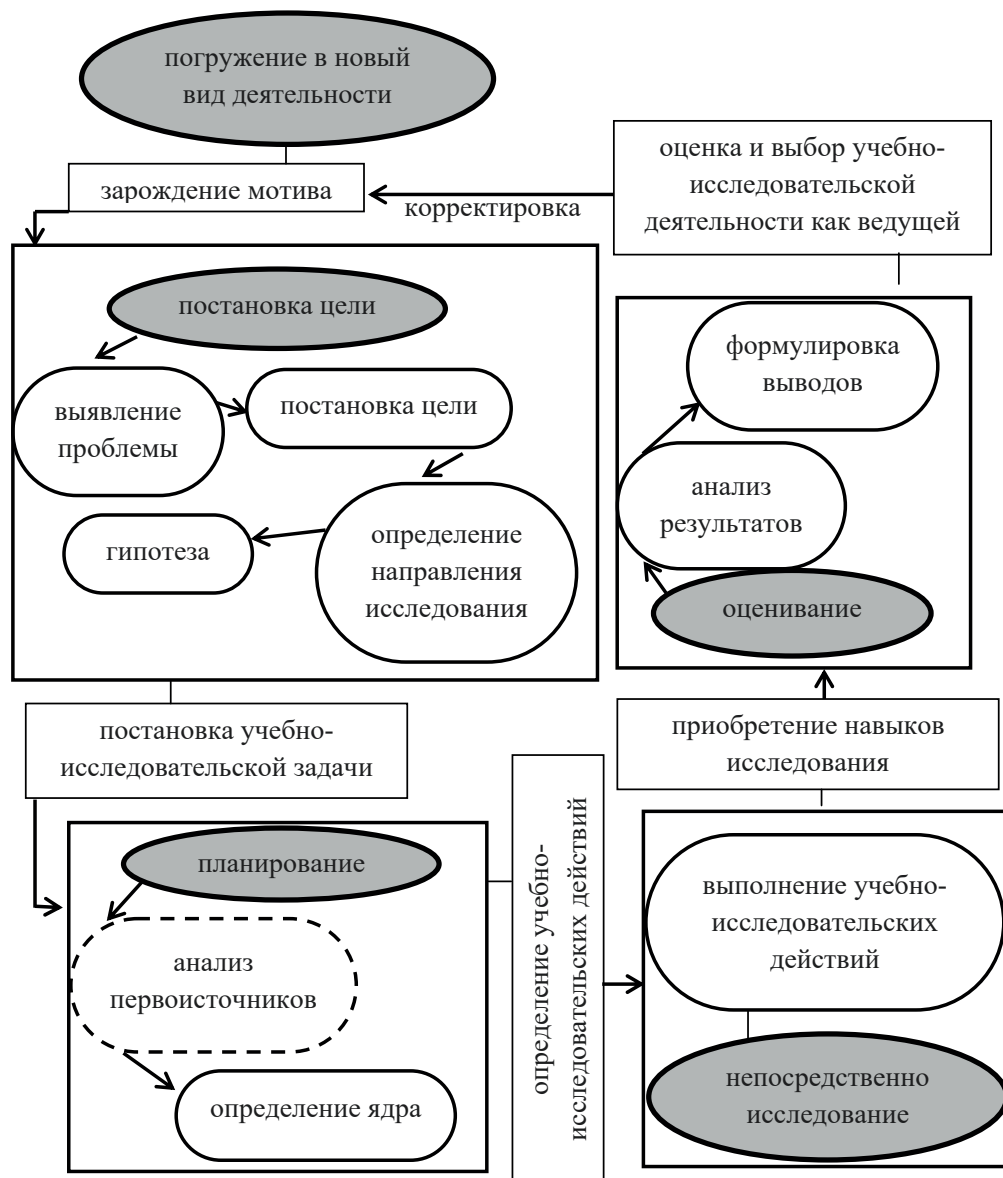 погружение в новый
вид деятельности
зарождение мотива
корректировка
оценка и выбор учебно-
исследовательской
деятельности как ведущей
постановка цели
выявление
проблемы
постановка цели
определение
направления
исследования
гипотеза
формулировка
выводов
анализ
результатов
оценивание
постановка учебно-
исследовательской задачи
приобретение навыков
исследования
планирование
анализ
первоисточников
определение ядра
определение учебно-
исследовательских действий
выполнение учебно-
исследовательских
действий
непосредственно
исследование